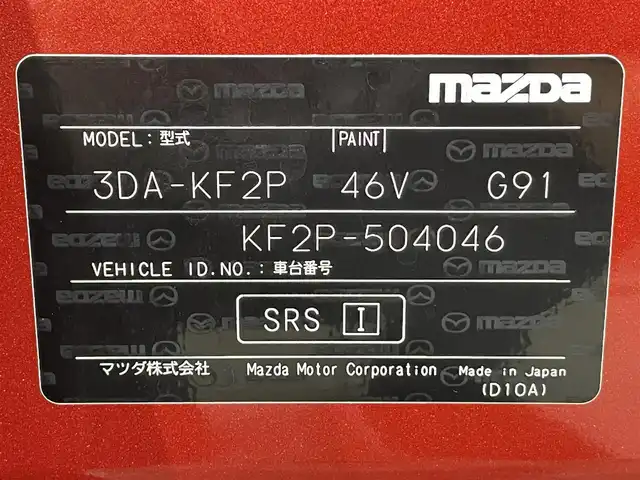 mazda
MODEL: 型式 PAINT
3DA-KF2P 46V G91
KF2P-504046
VEHICLE ID.NO.: 車台番号
SRS I
マツダ株式会社 Mazda Motor Corporation Made in Japan
(D10A)